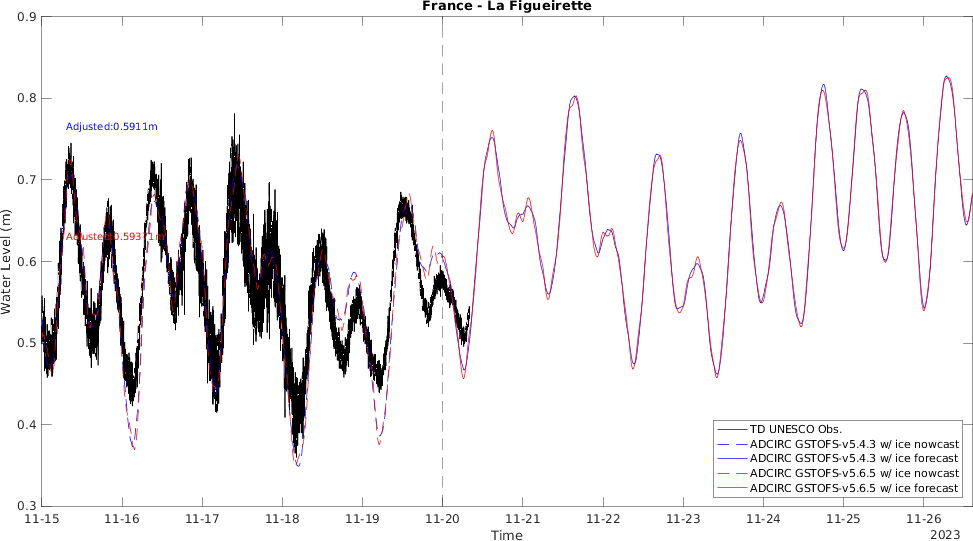 France - La Figueirette
0.9
0.8
0.7
0.6
0.5
0.4
0.3
Water Level (m)
Adjusted:0.5911m
Adjusted:0.59371m
TD UNESCO Obs.
ADCIRC GSTOFS-v5.4.3 w/ ice nowcast
ADCIRC GSTOFS-v5.4.3 w/ ice forecast
ADCIRC GSTOFS-v5.6.5 w/ ice nowcast
ADCIRC GSTOFS-v5.6.5 w/ ice forecast
11-15 11-16 11-17 11-18 11-19 11-20 11-21 11-22 11-23 11-24 11-25 11-26
Time
2023